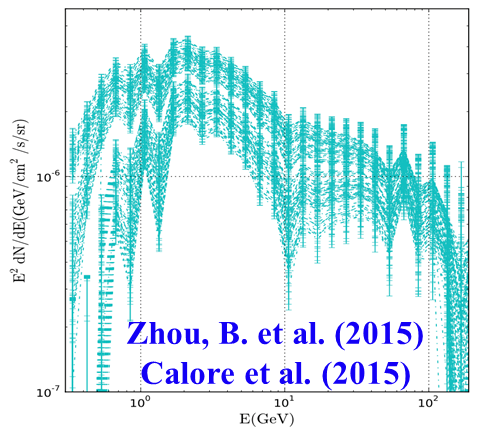 10⁻⁶
E² dN/dE(GeV/cm² /s/sr)
Zhou, B. et al. (2015)
Calore et al. (2015)
10⁻⁷
10⁰ 10¹ 10²
E(GeV)